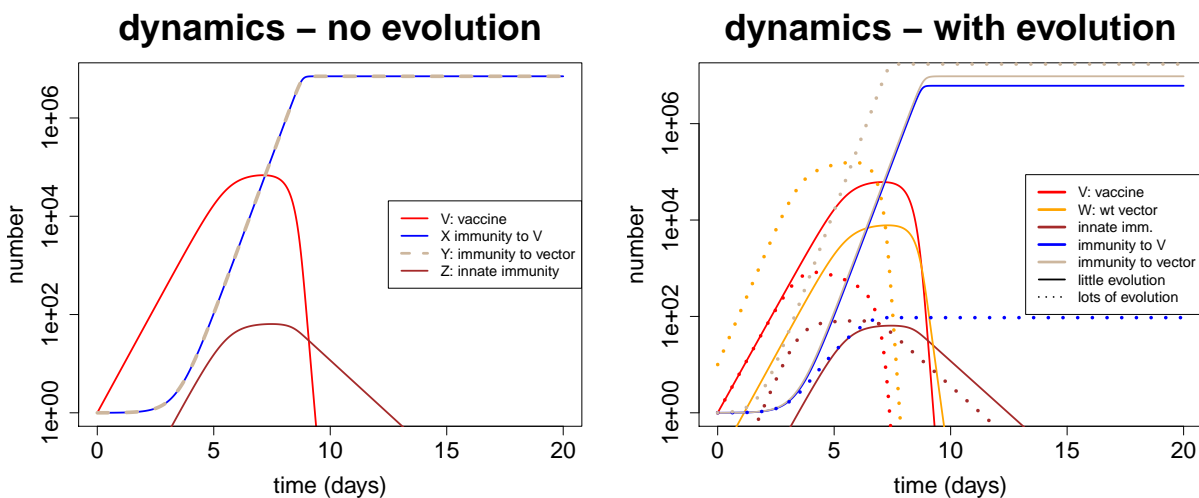 dynamics – no evolution
number
1e+00 1e+02 1e+04 1e+06
V: vaccine
X immunity to V
Y: immunity to vector
Z: innate immunity
0 5 10 15 20
time (days)
dynamics – with evolution
number
1e+00 1e+02 1e+04 1e+06
V: vaccine
W: wt vector
innate imm.
immunity to V
immunity to vector
little evolution
lots of evolution
0 5 10 15 20
time (days)